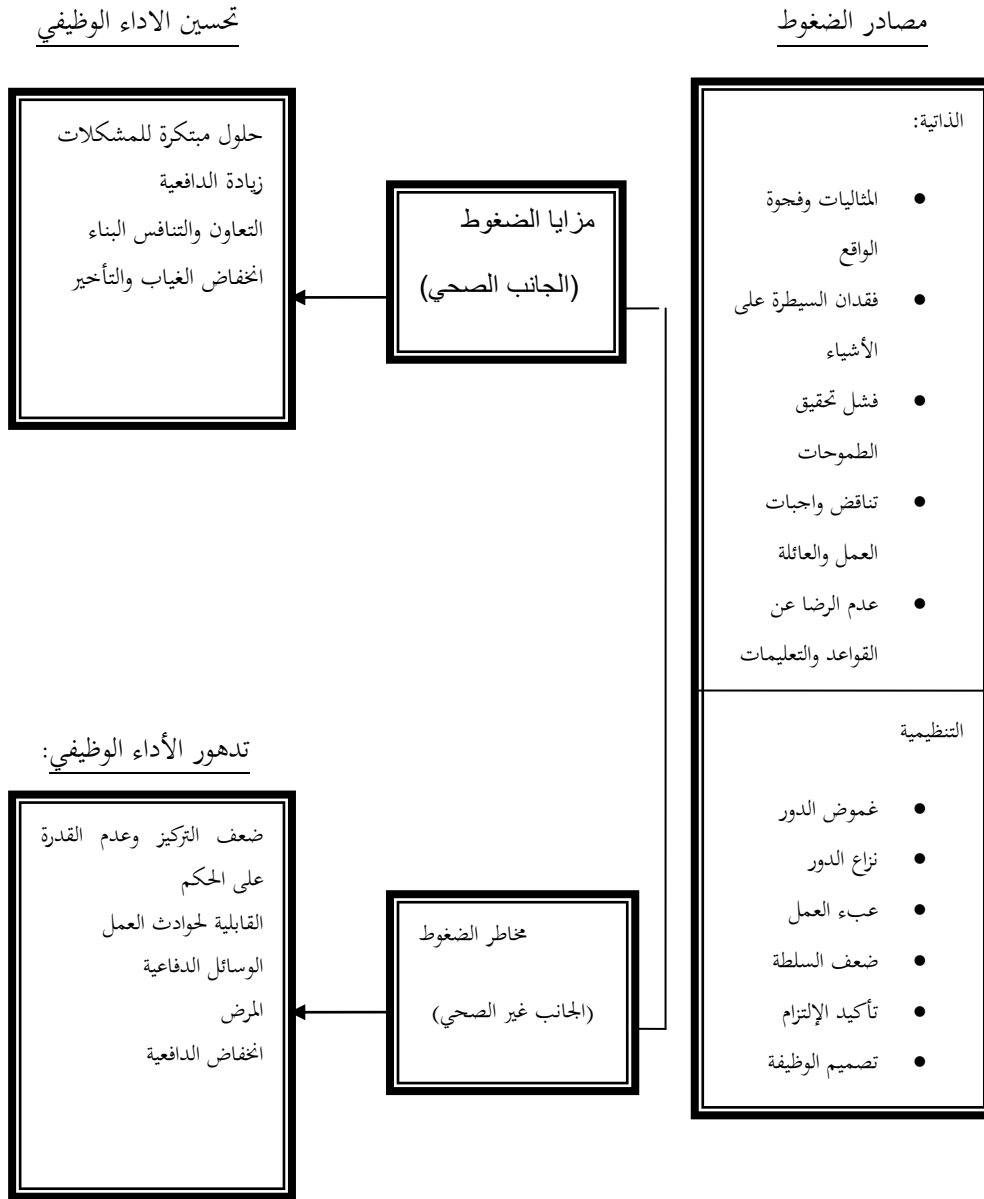 مصادر الضغوط
تحسين الاداء الوظيفي
الذاتية:
● المثاليات وفجوة
الواقع
● فقدان السيطرة على
الأشياء
● فشل تحقيق
الطموحات
● تناقض واجبات
العمل والعائلة
● عدم الرضا عن
القواعد والتعليمات
التنظيمية
● غموض الدور
● نزاع الدور
● عبء العمل
● ضعف السلطة
● تأكيد الإلتزام
● تصميم الوظيفة
مزايا الضغوط
(الجانب الصحي)
حلول مبتكرة للمشكلات
زيادة الدافعية
التعاون والتنافس البناء
انخفاض الغياب والتأخير
مخاطر الضغوط
(الجانب غير الصحي)
تدهور الأداء الوظيفي:
ضعف التركيز وعدم القدرة
على الحكم
القابلية لحوادث العمل
الوسائل الدفاعية
المرض
انخفاض الدافعية